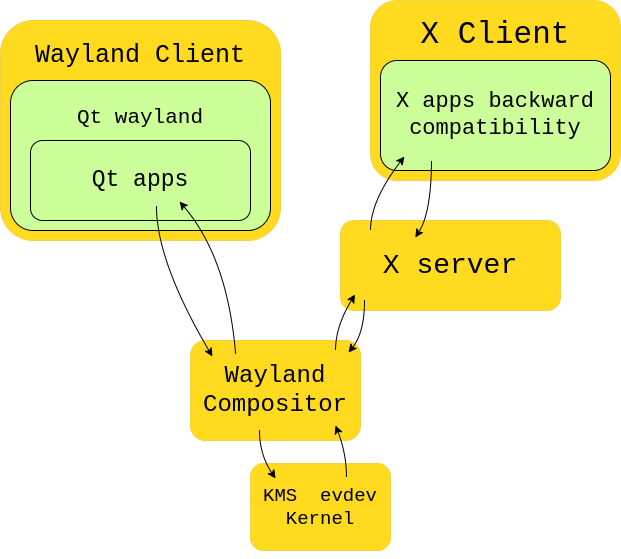 Wayland Client
Qt wayland
Qt apps
X Client
X apps backward
compatibility
X server
Wayland
Compositor
KMS  evdev
Kernel